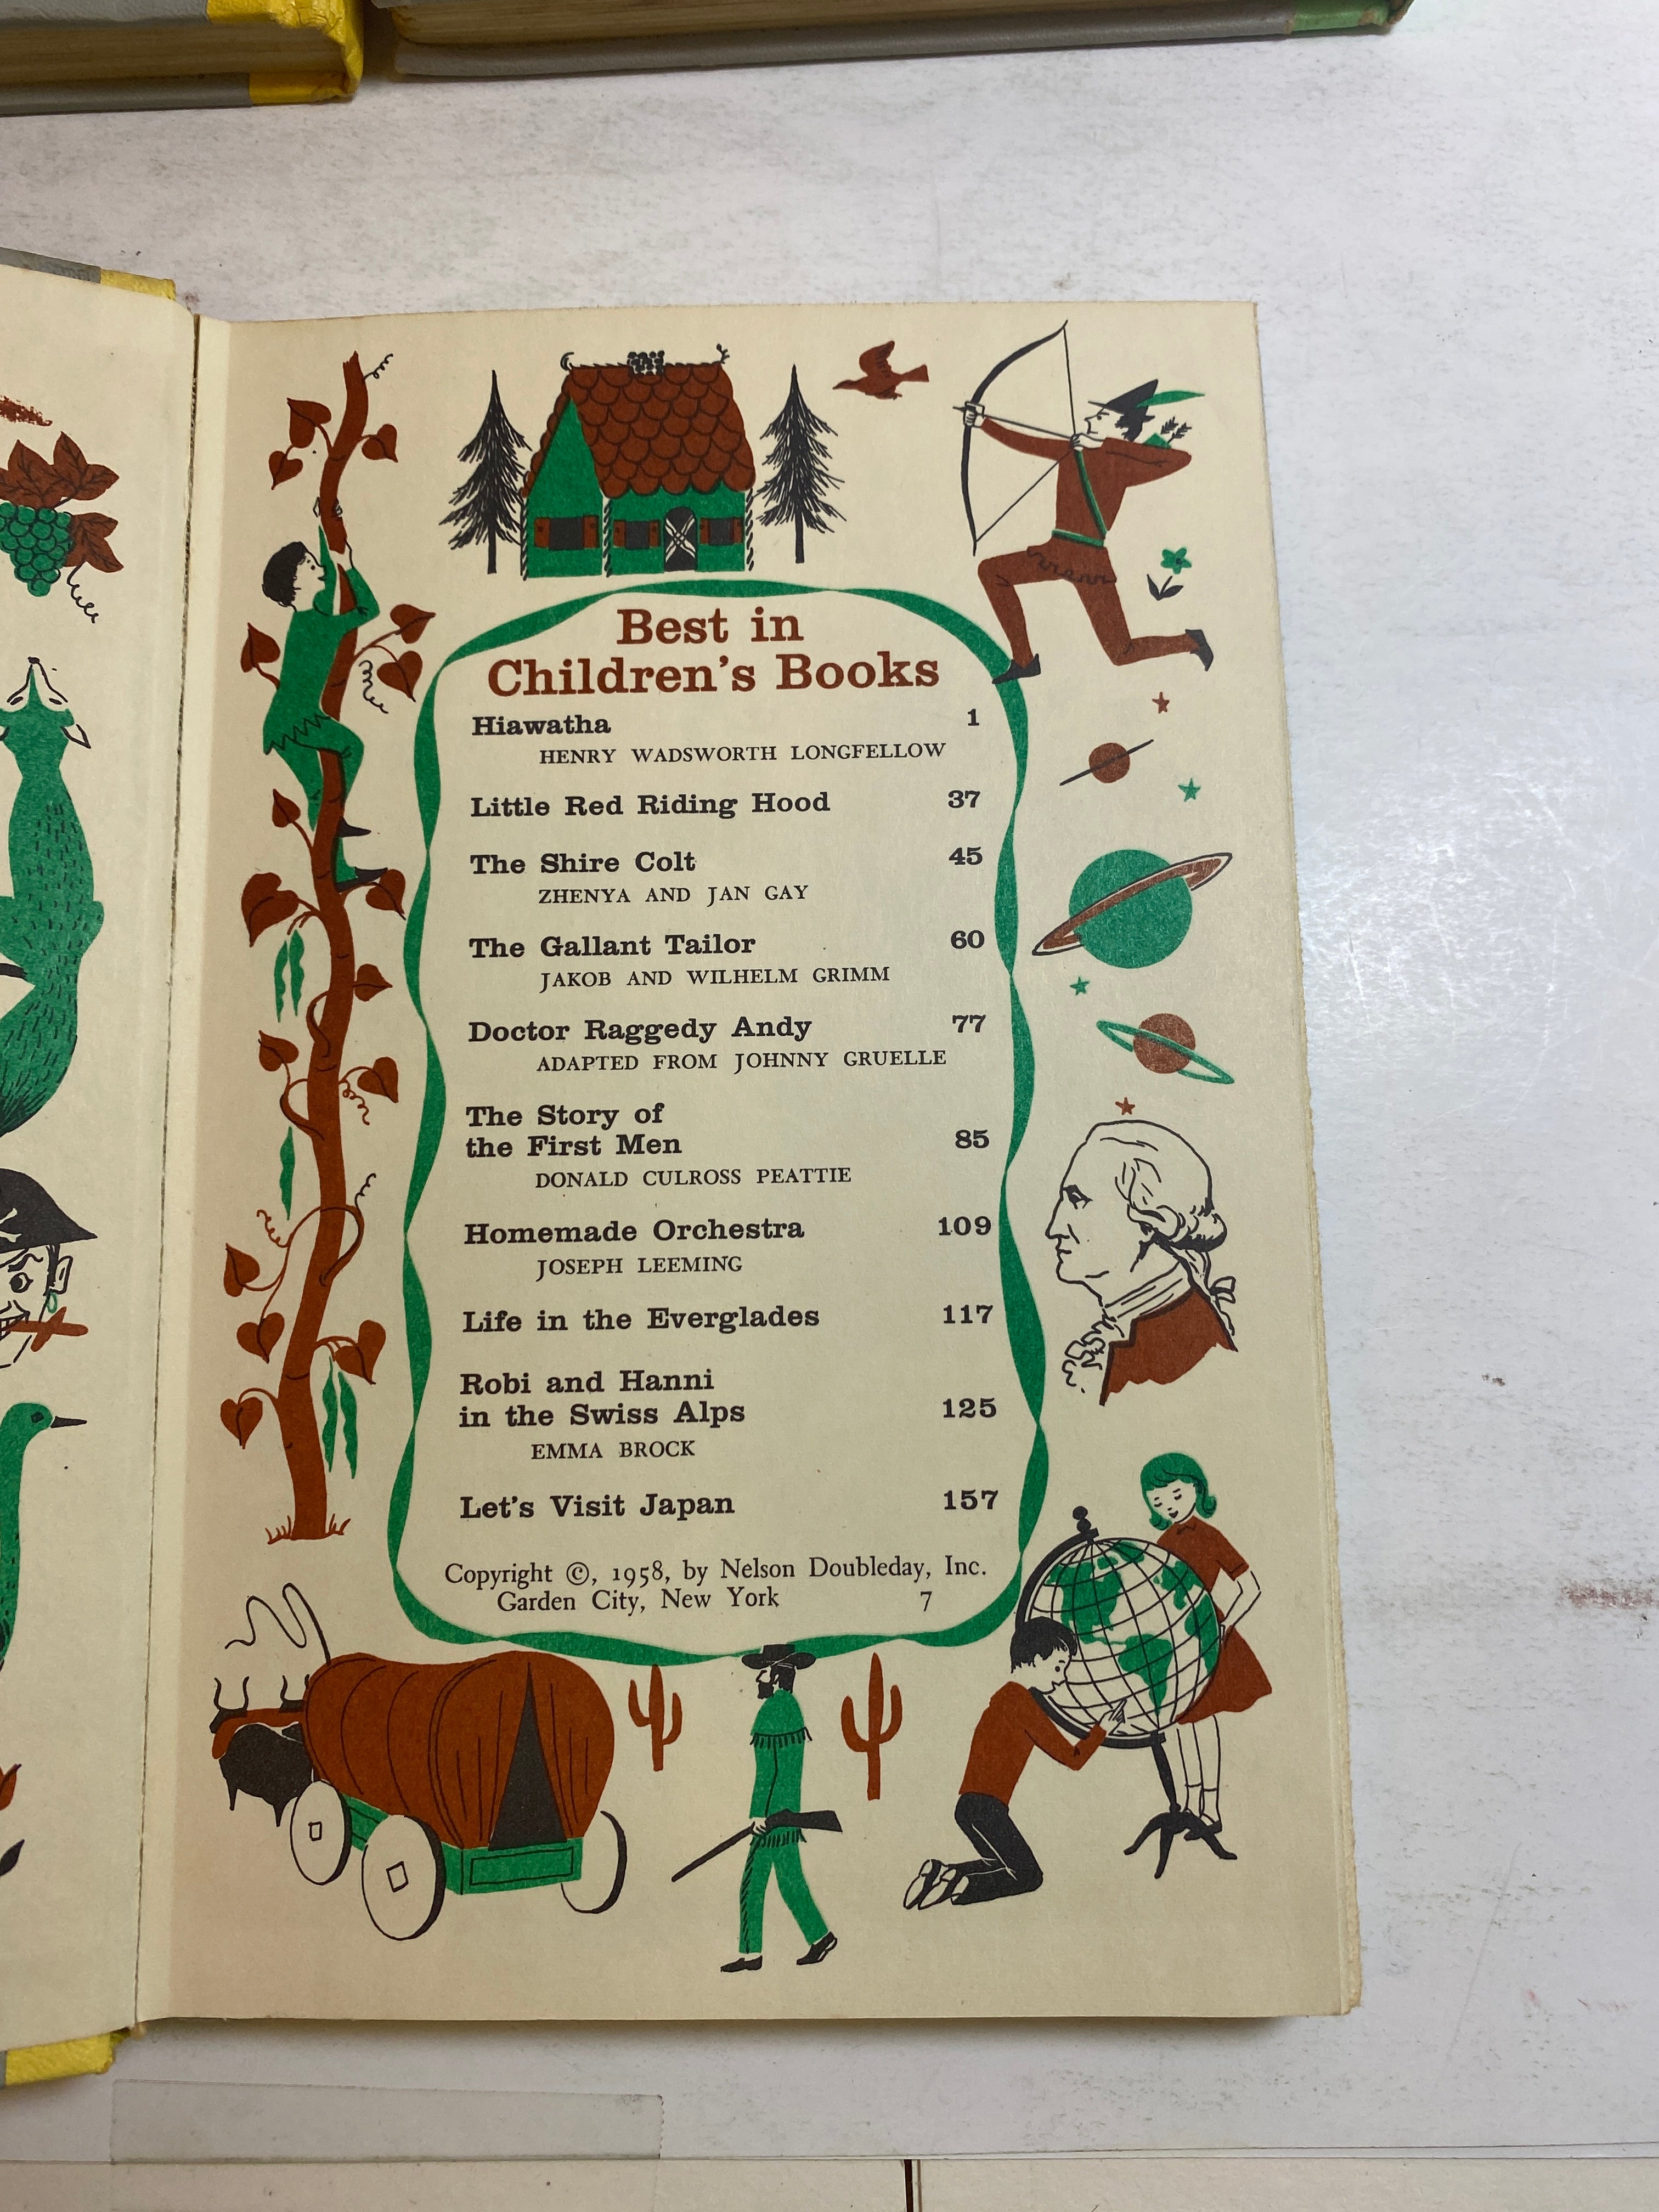 Best in
Children's Books
Hiawatha 1
HENRY WADSWORTH LONGFELLOW
Little Red Riding Hood 37
The Shire Colt 45
ZHENYA AND JAN GAY
The Gallant Tailor 60
JAKOB AND WILHELM GRIMM
Doctor Raggedy Andy 77
ADAPTED FROM JOHNNY GRUELLE
The Story of
the First Men 85
DONALD CULROSS PEATTIE
Homemade Orchestra 109
JOSEPH LEEMING
Life in the Everglades 117
Robi and Hanni
in the Swiss Alps 125
EMMA BROCK
Let's Visit Japan 157
Copyright ©, 1958, by Nelson Doubleday, Inc.
Garden City, New York 7